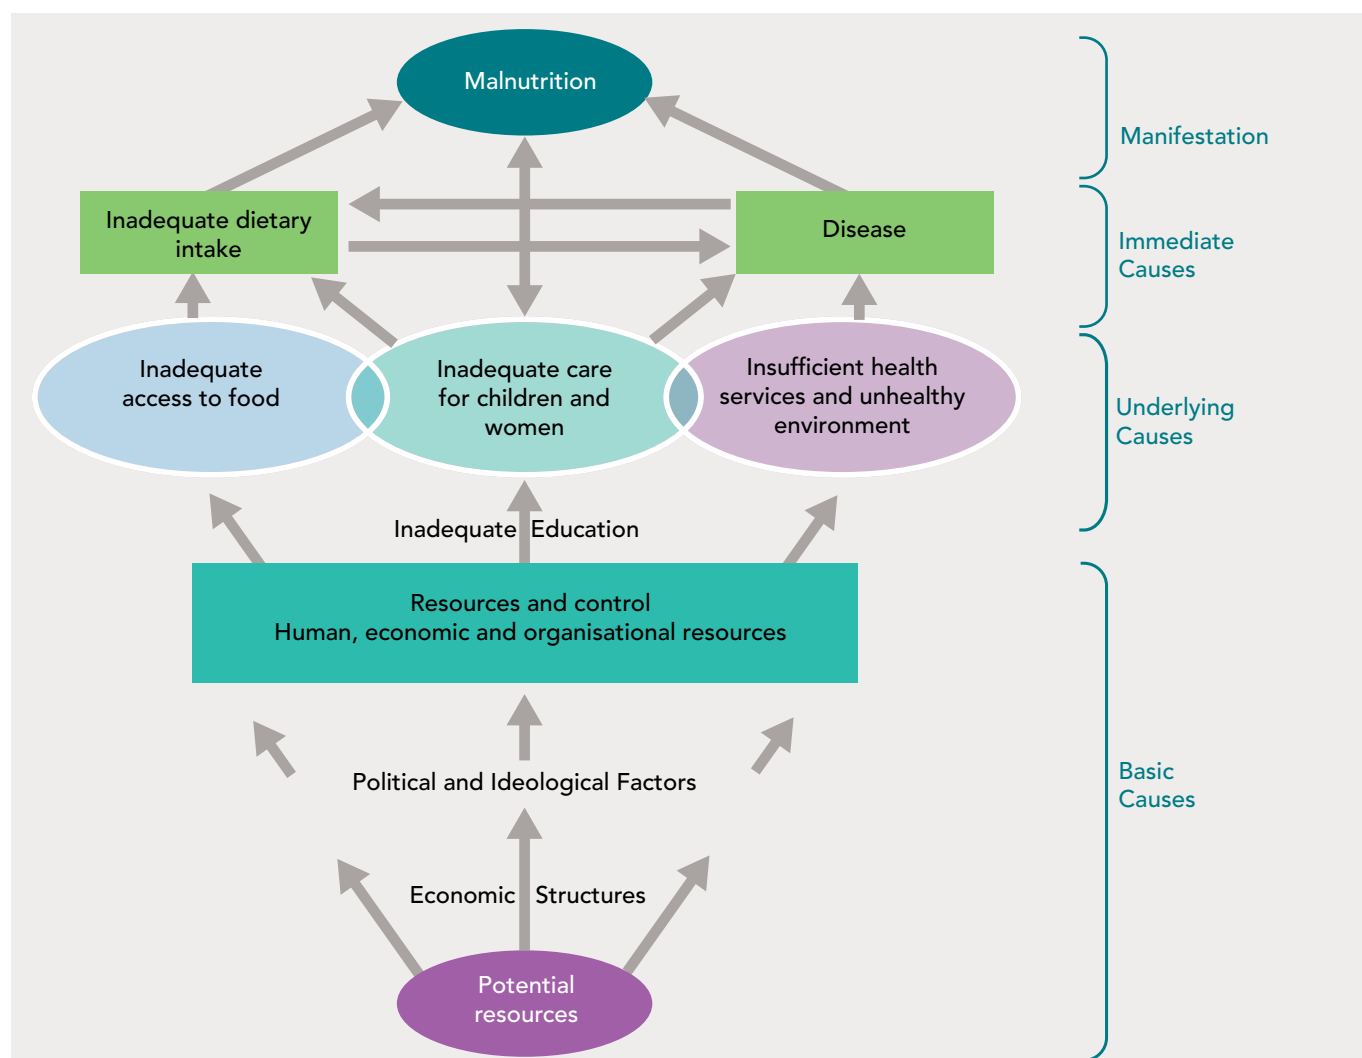 Malnutrition
Manifestation
Inadequate dietary
intake
Disease
Immediate
Causes
Inadequate
access to food
Inadequate care
for children and
women
Insufficient health
services and unhealthy
environment
Underlying
Causes
Inadequate Education
Resources and control
Human, economic and organisational resources
Political and Ideological Factors
Basic
Causes
Economic Structures
Potential
resources